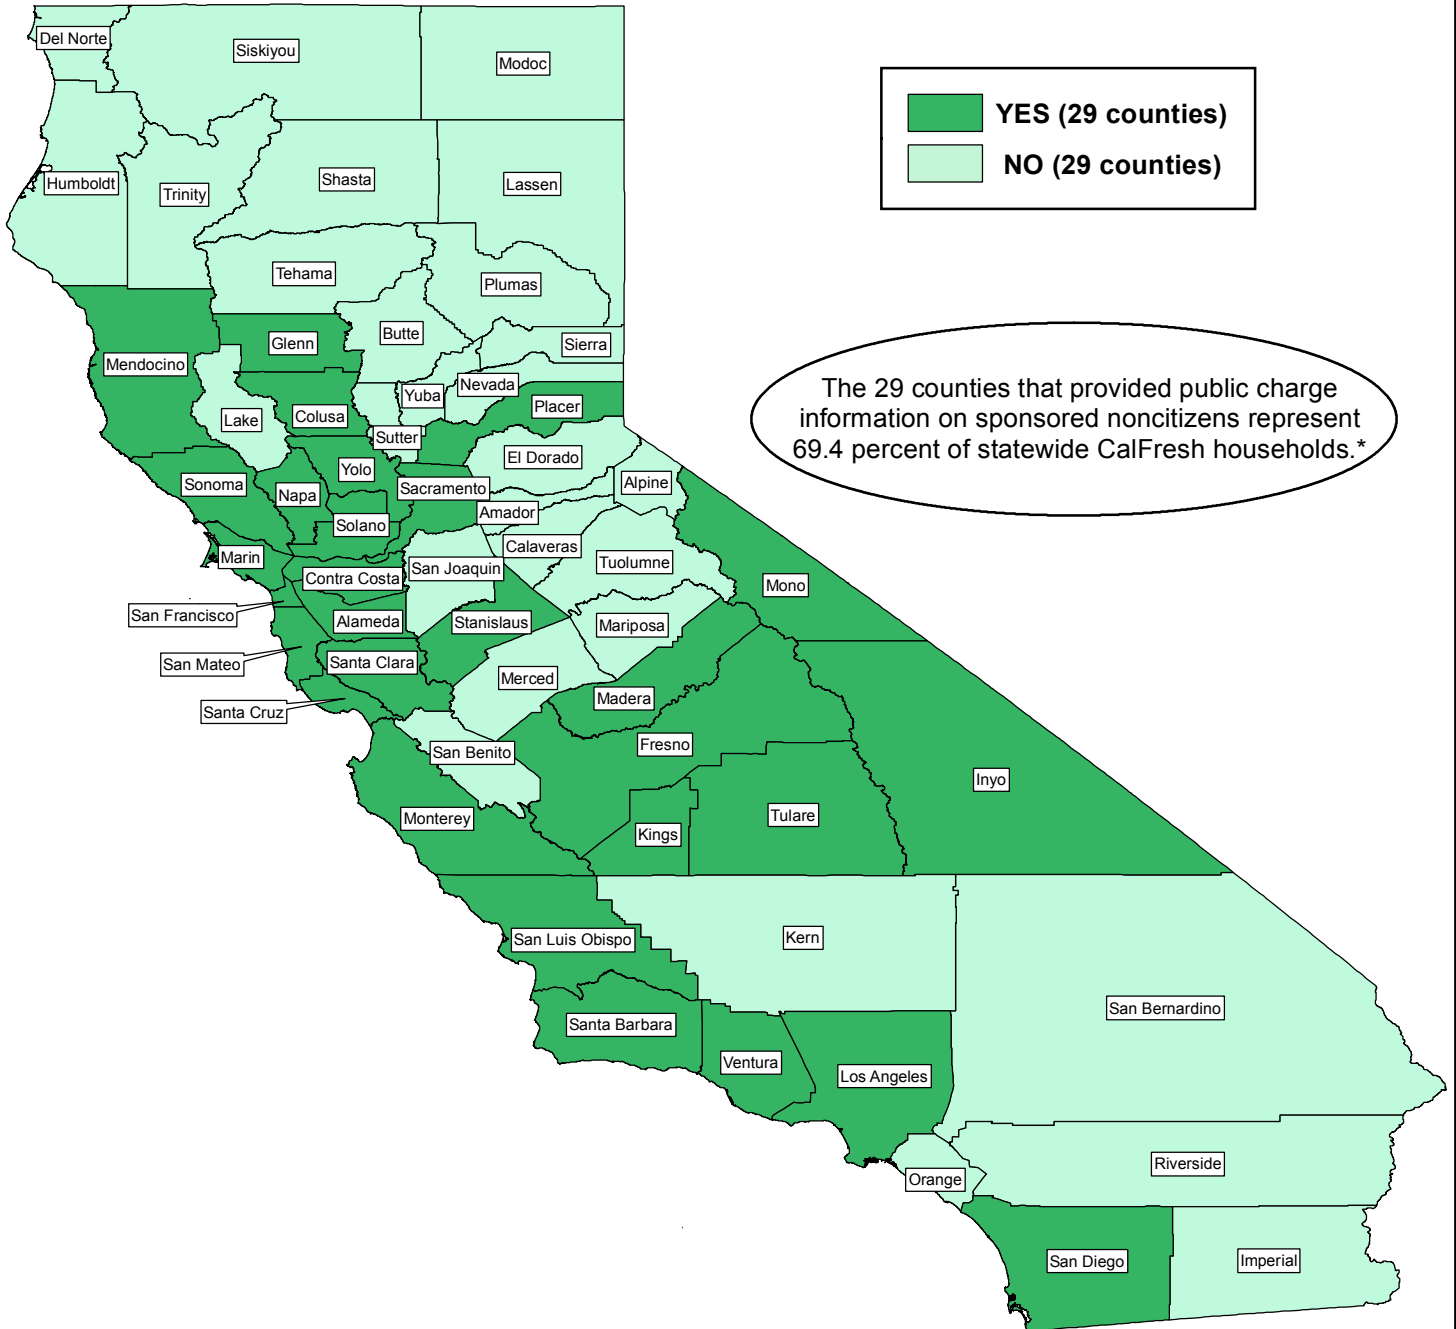 Del Norte
Siskiyou
Modoc
YES (29 counties)
NO (29 counties)
Humboldt
Trinity
Shasta
Lassen
Tehama
Plumas
Butte
Glenn
Sierra
Mendocino
Nevada
Yuba
Placer
Lake
Colusa
Sutter
The 29 counties that provided public charge
information on sponsored noncitizens represent
69.4 percent of statewide CalFresh households.*
El Dorado
Yolo
Sonoma
Napa
Sacramento
Alpine
Amador
Solano
Calaveras
Marin
San Joaquin
Tuolumne
Contra Costa
Mono
San Francisco
Alameda
Stanislaus
Mariposa
San Mateo
Santa Clara
Merced
Madera
Santa Cruz
Fresno
San Benito
Inyo
Monterey
Kings
Tulare
San Luis Obispo
Kern
San Bernardino
Santa Barbara
Ventura
Los Angeles
Riverside
Orange
San Diego
Imperial